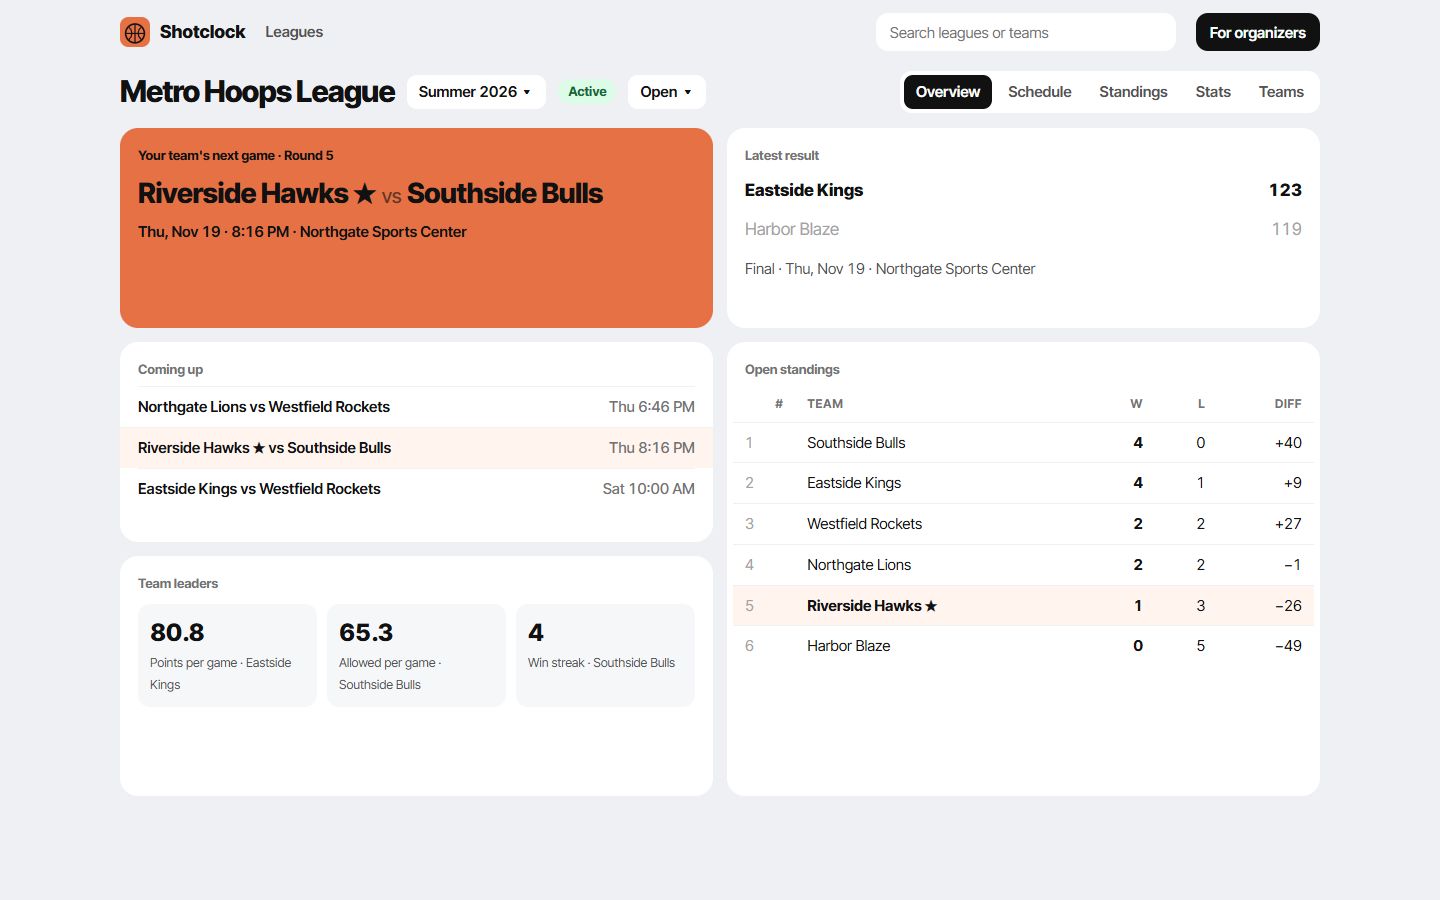 Shotclock
Leagues
Search leagues or teams
For organizers
Metro Hoops League
Summer 2026 ▾
Active
Open ▾
Overview
Schedule
Standings
Stats
Teams
Your team's next game · Round 5
Riverside Hawks ★ vs Southside Bulls
Thu, Nov 19 · 8:16 PM · Northgate Sports Center
Latest result
Eastside Kings 123
Harbor Blaze 119
Final · Thu, Nov 19 · Northgate Sports Center
Coming up
Northgate Lions vs Westfield Rockets Thu 6:46 PM
Riverside Hawks ★ vs Southside Bulls Thu 8:16 PM
Eastside Kings vs Westfield Rockets Sat 10:00 AM
Team leaders
80.8
Points per game · Eastside
Kings
65.3
Allowed per game ·
Southside Bulls
4
Win streak · Southside Bulls
Open standings
# TEAM W L DIFF
1 Southside Bulls 4 0 +40
2 Eastside Kings 4 1 +9
3 Westfield Rockets 2 2 +27
4 Northgate Lions 2 2 −1
5 Riverside Hawks ★ 1 3 −26
6 Harbor Blaze 0 5 −49